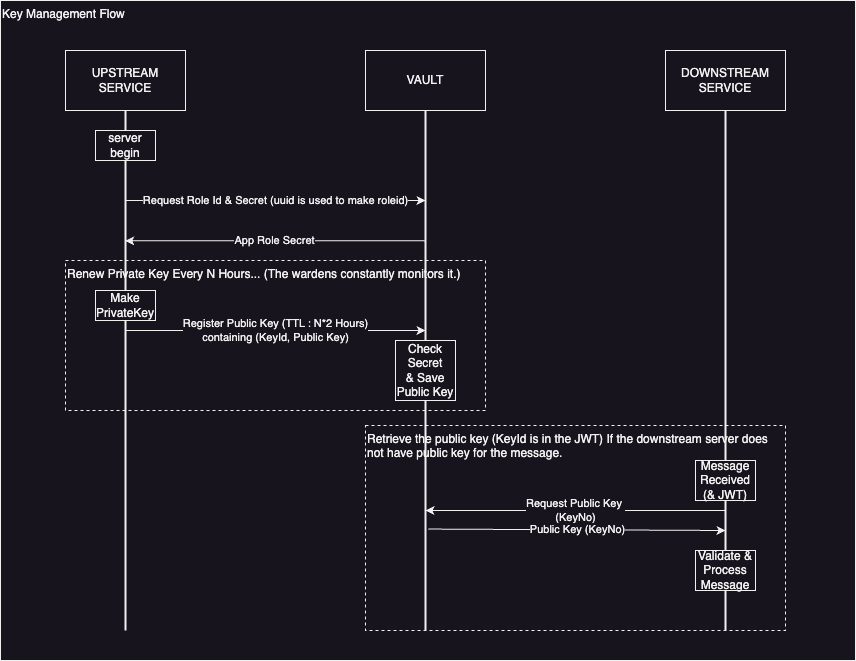 Key Management Flow
UPSTREAM
SERVICE
VAULT
DOWNSTREAM
SERVICE
server
begin
Request Role Id & Secret (uuid is used to make roleid)
App Role Secret
Renew Private Key Every N Hours... (The wardens constantly monitors it.)
Make
PrivateKey
Register Public Key (TTL : N*2 Hours)
containing (KeyId, Public Key)
Check
Secret
& Save
Public Key
Retrieve the public key (KeyId is in the JWT) If the downstream server does
not have public key for the message.
Message
Received
(& JWT)
Request Public Key
(KeyNo)
Public Key (KeyNo)
Validate &
Process
Message